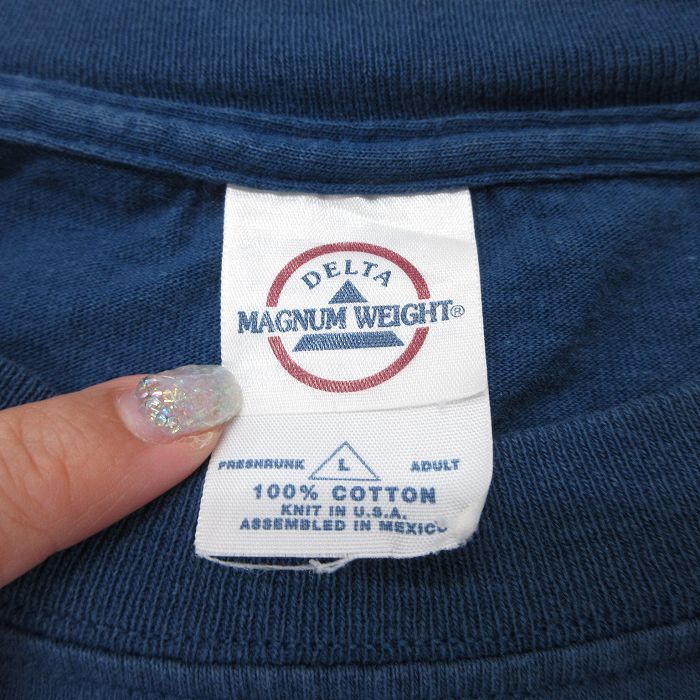 DELTA
MAGNUM WEIGHT®
PRESHRUNK L ADULT
100% COTTON
KNIT IN U.S.A.
ASSEMBLED IN MEXICO